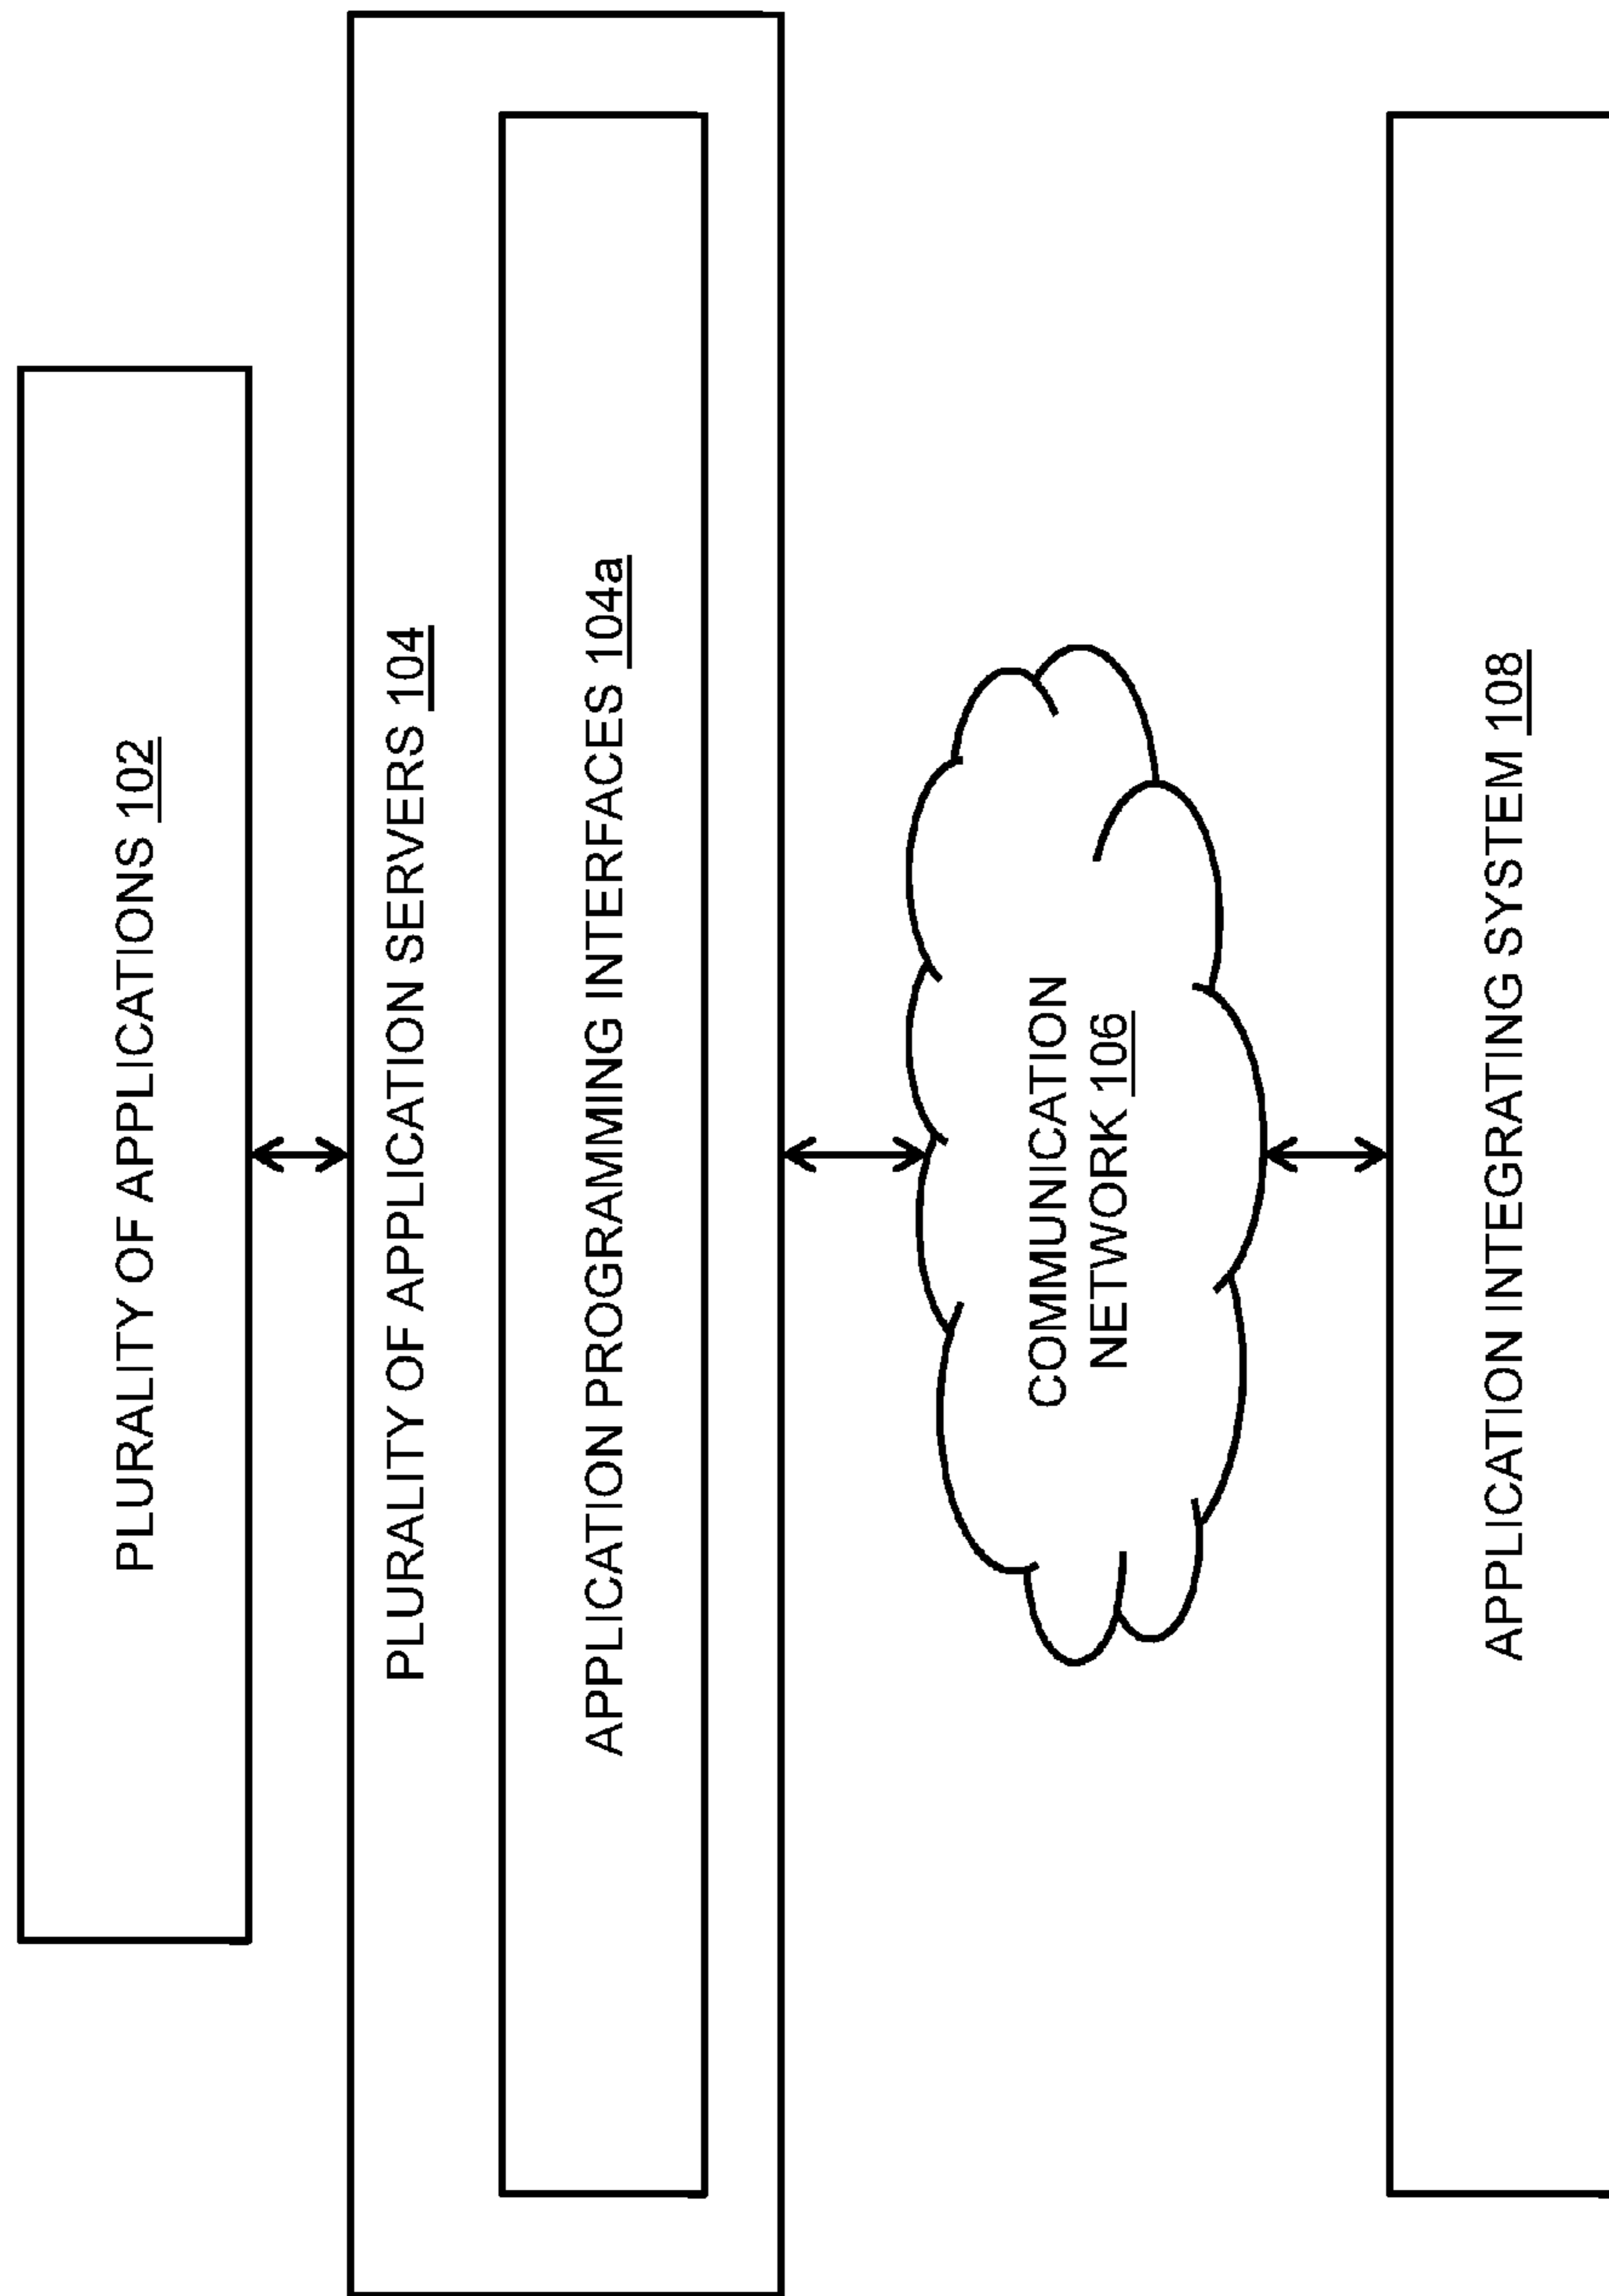 PLURALITY OF APPLICATIONS 102
PLURALITY OF APPLICATION SERVERS 104
APPLICATION PROGRAMMING INTERFACES 104a
COMMUNICATION
NETWORK 106
APPLICATION INTEGRATING SYSTEM 108